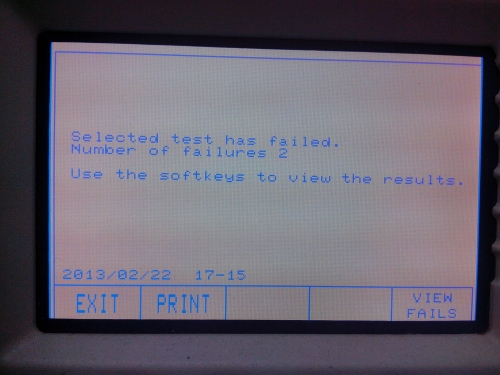 Selected test has failed.
Number of failures 2
Use the softkeys to view the results.
2013/02/22 17-15
EXIT PRINT VIEW FAILS